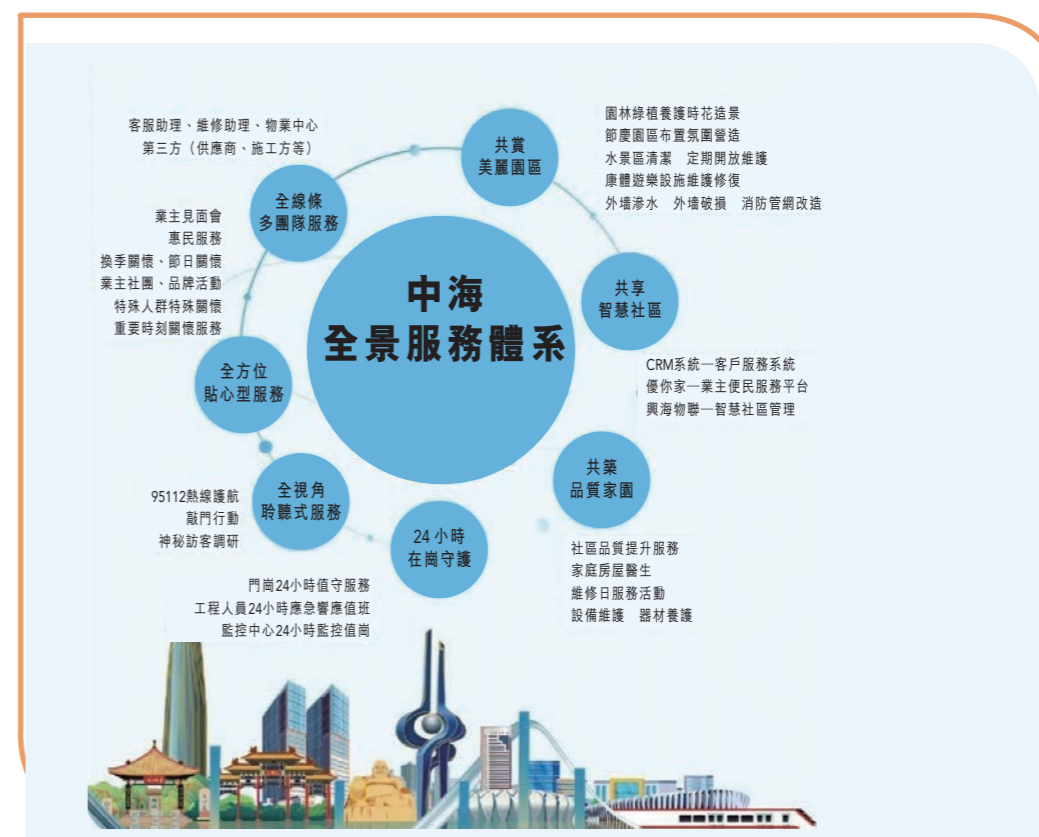 中海
全景服務體系
共賞
美麗園區
園林綠植養護時花造景
節慶園區布置氛圍營造
水景區清潔　定期開放維護
康體遊樂設施維護修復
外墻滲水　外墻破損　消防管網改造
共享
智慧社區
CRM系統—客戶服務系統
優你家—業主便民服務平台
興海物聯—智慧社區管理
共築
品質家園
社區品質提升服務
家庭房屋醫生
維修日服務活動
設備維護　器材養護
24小時
在崗守護
門崗24小時值守服務
工程人員24小時應急響應值班
監控中心24小時監控值崗
全視角
聆聽式服務
95112熱線護航
敲門行動
神秘訪客調研
全方位
貼心型服務
業主見面會
惠民服務
換季關懷、節日關懷
業主社團、品牌活動
特殊人群特殊關懷
重要時刻關懷服務
全線條
多團隊服務
客服助理、維修助理、物業中心
第三方（供應商、施工方等）